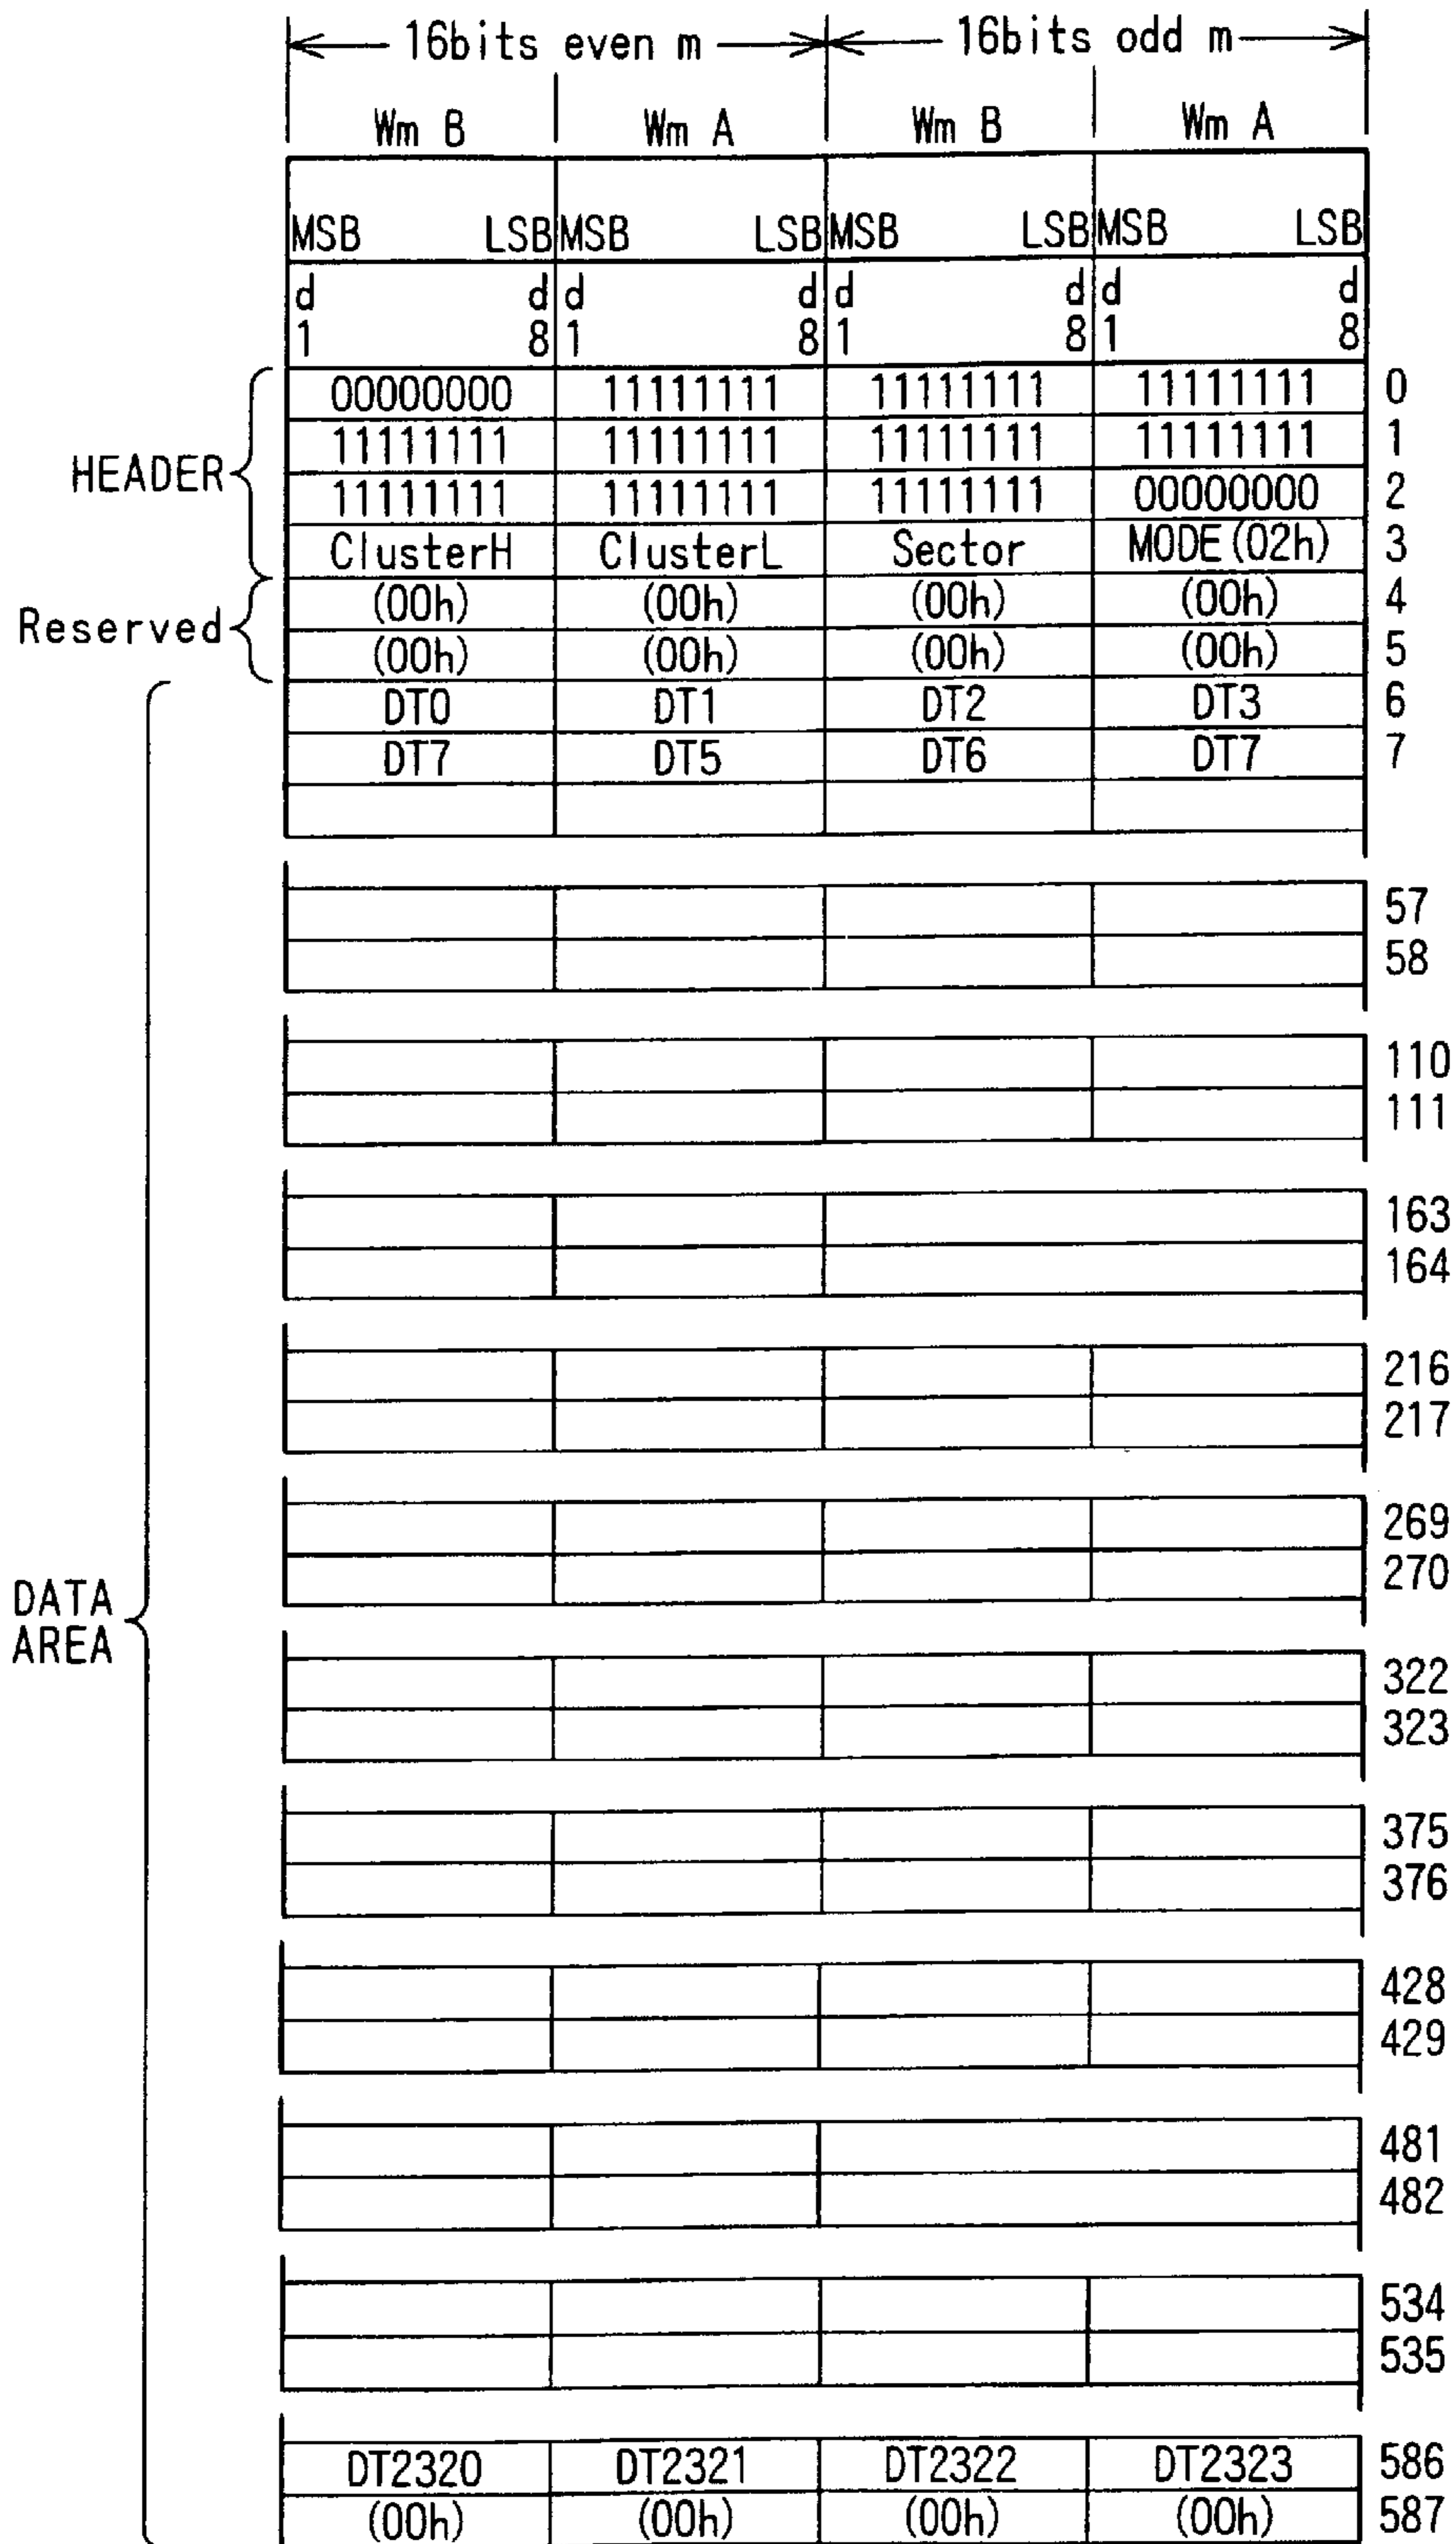 16bits even m 16bits odd m
Wm B Wm A Wm B Wm A
MSB LSB MSB LSB MSB LSB MSB LSB
d d d d d d d d
1 8 1 8 1 8 1 8
00000000 11111111 11111111 11111111 0
11111111 11111111 11111111 11111111 1
HEADER
11111111 11111111 11111111 00000000 2
ClusterH ClusterL Sector MODE(02h) 3
(00h) (00h) (00h) (00h) 4
Reserved
(00h) (00h) (00h) (00h) 5
DT0 DT1 DT2 DT3 6
DT7 DT5 DT6 DT7 7
57
58
110
111
163
164
216
217
269
270
DATA
AREA
322
323
375
376
428
429
481
482
534
535
DT2320 DT2321 DT2322 DT2323 586
(00h) (00h) (00h) (00h) 587